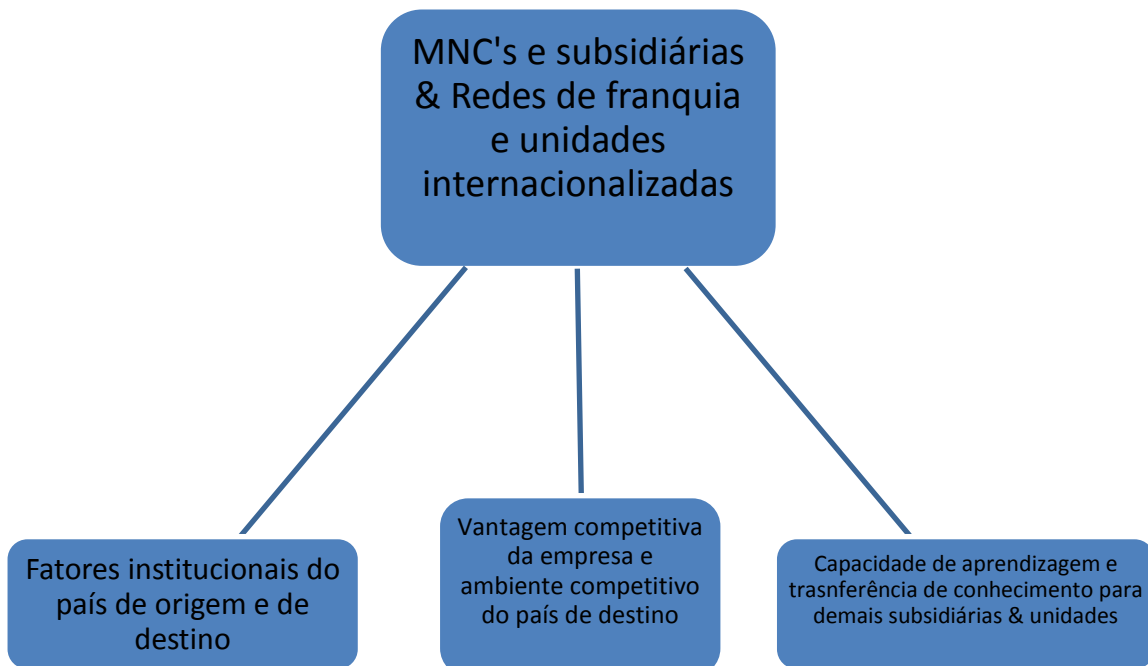 MNC's e subsidiárias
& Redes de franquia
e unidades
internacionalizadas
Fatores institucionais do
país de origem e de
destino
Vantagem competitiva
da empresa e
ambiente competitivo
do país de destino
Capacidade de aprendizagem e
trasnferência de conhecimento para
demais subsidiárias & unidades